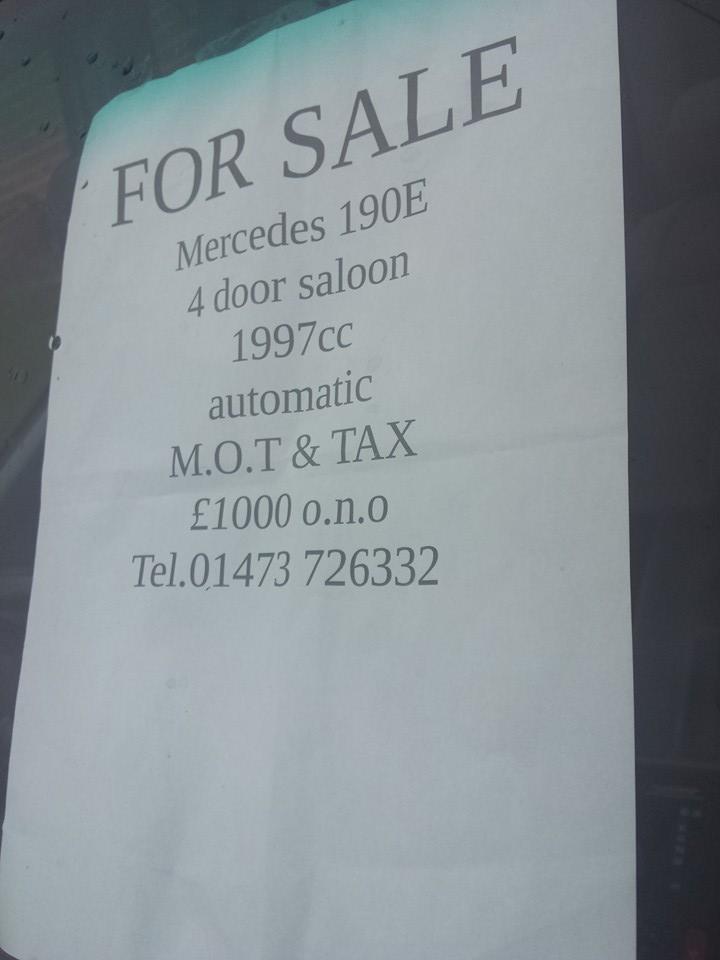 FOR SALE
Mercedes 190E
4 door saloon
1997cc
automatic
M.O.T & TAX
£1000 o.n.o
Tel.01473 726332